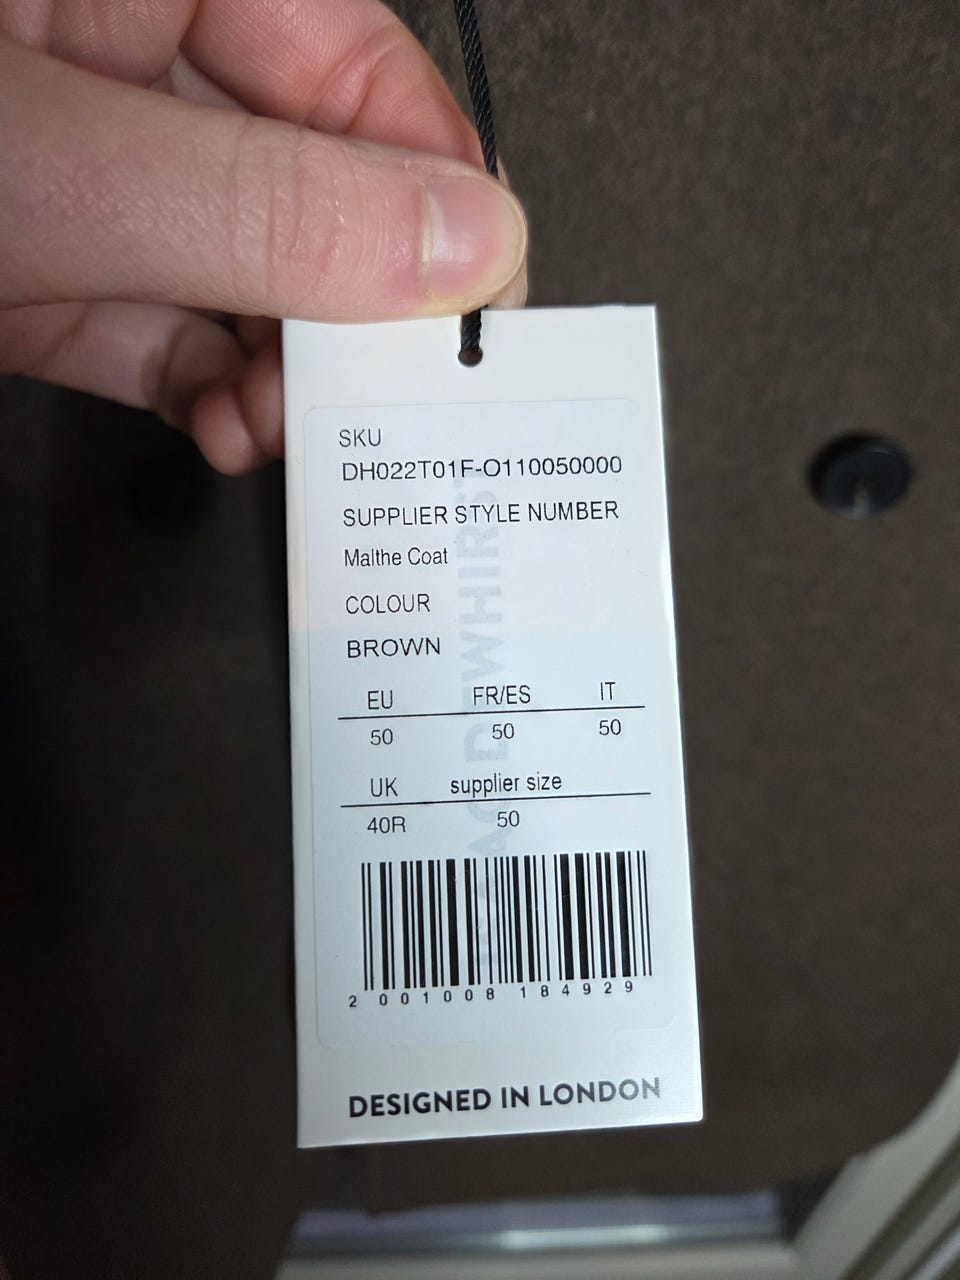 SKU
DH022T01F-O110050000
SUPPLIER STYLE NUMBER
Malthe Coat
COLOUR
BROWN
EU FR/ES IT
50 50 50
UK supplier size
40R 50
2 001008 184929
DESIGNED IN LONDON